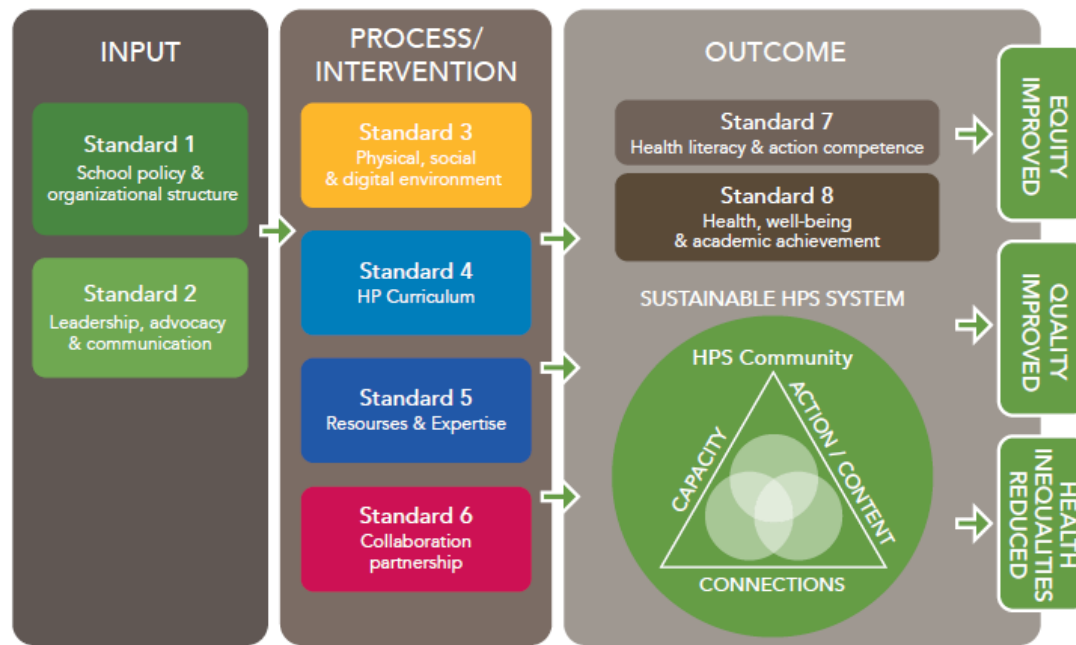 INPUT
Standard 1
School policy &
organizational structure
Standard 2
Leadership, advocacy
& communication
PROCESS/
INTERVENTION
Standard 3
Physical, social
& digital environment
Standard 4
HP Curriculum
Standard 5
Resourses & Expertise
Standard 6
Collaboration
partnership
OUTCOME
Standard 7
Health literacy & action competence
Standard 8
Health, well-being
& academic achievement
SUSTAINABLE HPS SYSTEM
HPS Community
CAPACITY
ACTION / CONTENT
CONNECTIONS
EQUITY
IMPROVED
QUALITY
IMPROVED
HEALTH
INEQUALITIES
REDUCED